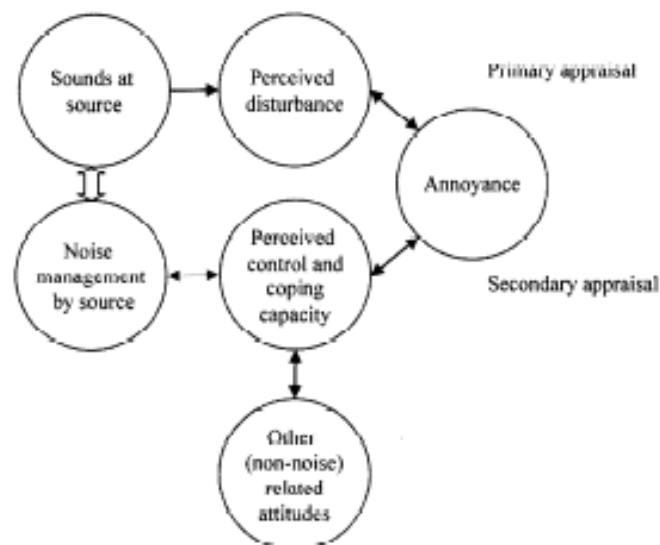 Sounds at
source
Perceived
disturbance
Primary appraisal
Annoyance
Noise
management
by source
Perceived
control and
coping
capacity
Secondary appraisal
Other
(non-noise)
related
attitudes